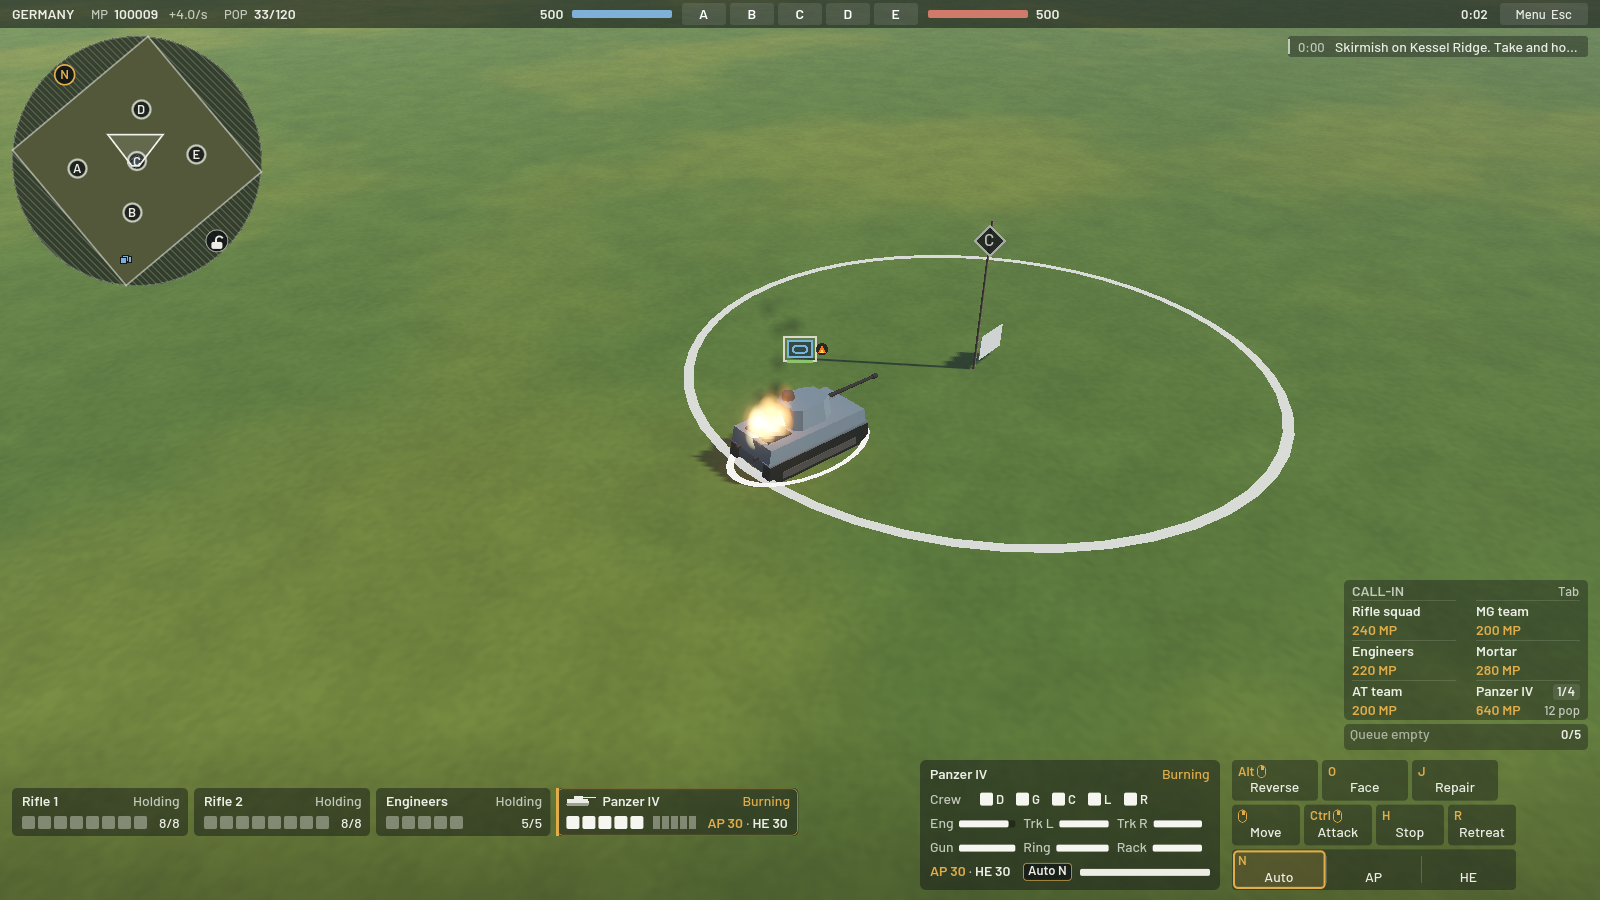 GERMANY MP 100009 +4.0/s POP 33/120
500 A B C D E 500
0:02 Menu Esc
0:00 Skirmish on Kessel Ridge. Take and ho...
N
D
C
E
A
B
C
CALL-IN Tab
Rifle squad MG team
240 MP 200 MP
Engineers Mortar
220 MP 280 MP
AT team Panzer IV 1/4
200 MP 640 MP 12 pop
Queue empty 0/5
Rifle 1 Holding
8/8
Rifle 2 Holding
8/8
Engineers Holding
5/5
Panzer IV Burning
AP 30 · HE 30
Panzer IV Burning
Crew D G C L R
Eng Trk L Trk R
Gun Ring Rack
AP 30 · HE 30 Auto N
Alt O J
Reverse Face Repair
Ctrl H R
Move Attack Stop Retreat
N
Auto AP HE